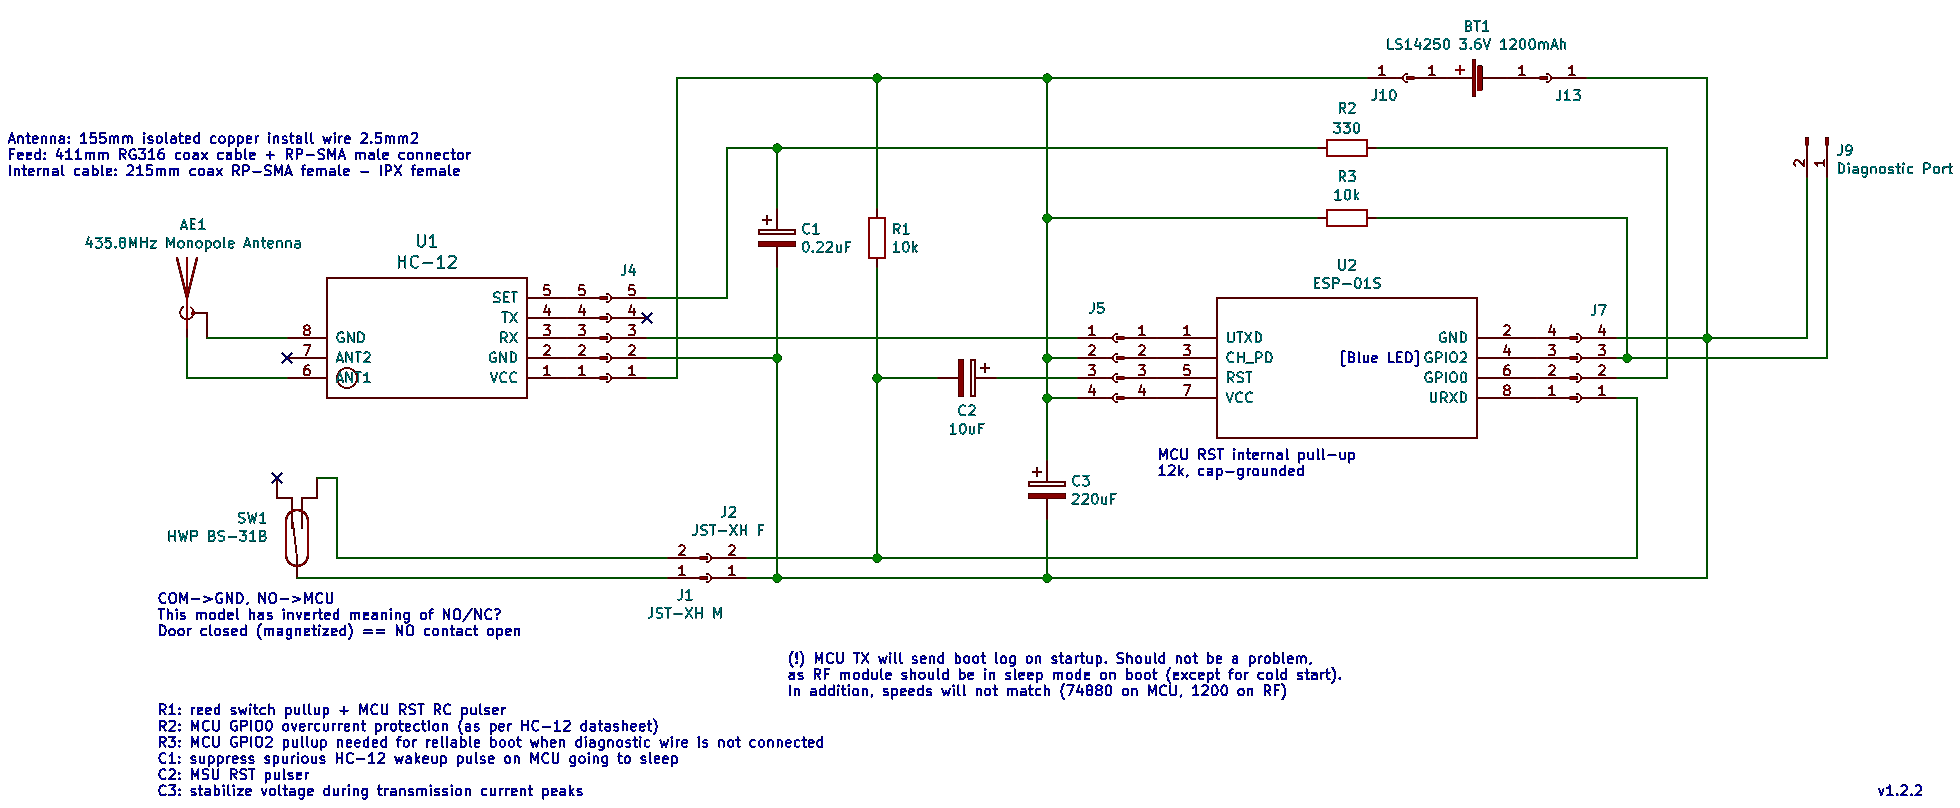 BT1
LS14250 3.6V 1200mAh
1 1 + 1 1
J10 J13
R2
330
Antenna: 155mm isolated copper install wire 2.5mm2
Feed: 411mm RG316 coax cable + RP-SMA male connector
Internal cable: 215mm coax RP-SMA female - IPX female
2 1 J9
Diagnostic Port
R3
10k
AE1
435.8MHz Monopole Antenna
+ C1
0.22uF
R1
10k
U1
HC-12
J4
U2
ESP-01S
SET 5 5 5
TX 4 4 4
RX 3 3 3
GND 2 2 2
VCC 1 1 1
8 GND
7 ANT2
6 ANT1
J5
1 1 1 UTXD
2 2 3 CH_PD
3 3 5 RST
4 4 7 VCC
J7
GND 2 4 4
[Blue LED] GPIO2 4 3 3
GPIO0 6 2 2
URXD 8 1 1
+
C2
10uF
MCU RST internal pull-up
12k, cap-grounded
+ C3
220uF
SW1
HWP BS-31B
J2
JST-XH F
2 2
1 1
J1
JST-XH M
COM->GND, NO->MCU
This model has inverted meaning of NO/NC?
Door closed (magnetized) == NO contact open
(!) MCU TX will send boot log on startup. Should not be a problem,
as RF module should be in sleep mode on boot (except for cold start).
In addition, speeds will not match (74880 on MCU, 1200 on RF)
R1: reed switch pullup + MCU RST RC pulser
R2: MCU GPIO0 overcurrent protection (as per HC-12 datasheet)
R3: MCU GPIO2 pullup needed for reliable boot when diagnostic wire is not connected
C1: suppress spurious HC-12 wakeup pulse on MCU going to sleep
C2: MSU RST pulser
C3: stabilize voltage during transmission current peaks
v1.2.2